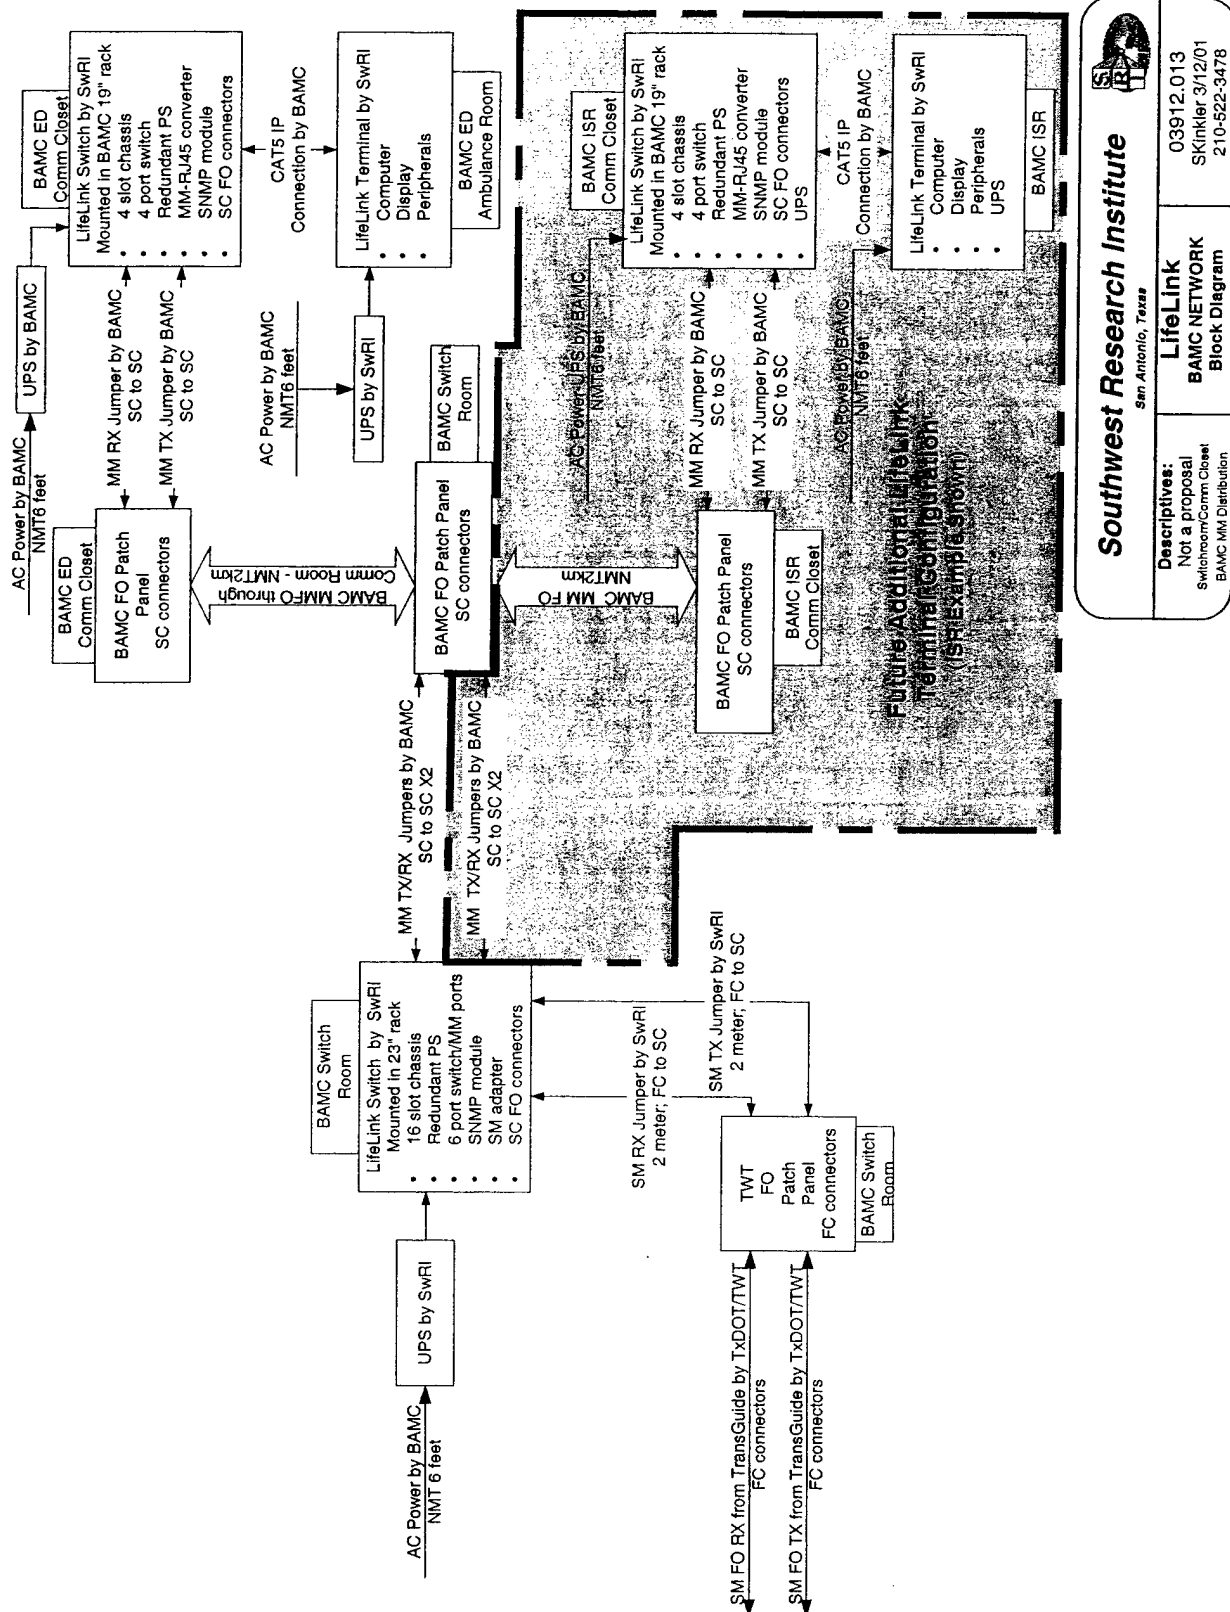 AC Power by BAMC
NMT 6 feet
UPS by SwRI
BAMC Switch
Room
LifeLink Switch by SwRI
Mounted in 23" rack
• 16 slot chassis
• Redundant PS
• 6 port switch/MM ports
• SNMP module
• SM adapter
• SC FO connectors
SM FO RX from TransGuide by TxDOT/TWT
FC connectors
SM FO TX from TransGuide by TxDOT/TWT
FC connectors
TWT
FO
Patch
Panel
FC connectors
BAMC Switch
Room
SM RX Jumper by SwRI
2 meter; FC to SC
SM TX Jumper by SwRI
2 meter; FC to SC
MM TX/RX Jumpers by BAMC
SC to SC X2
MM TX/RX Jumpers by BAMC
SC to SC X2
BAMC FO Patch Panel
SC connectors
BAMC Switch
Room
BAMC MMFO through
Comm Room - NMT2km
BAMC ED
Comm Closet
BAMC FO Patch
Panel
SC connectors
AC Power by BAMC
NMT6 feet
UPS by BAMC
MM RX Jumper by BAMC
SC to SC
MM TX Jumper by BAMC
SC to SC
BAMC ED
Comm Closet
LifeLink Switch by SwRI
Mounted in BAMC 19" rack
• 4 slot chassis
• 4 port switch
• Redundant PS
• MM-RJ45 converter
• SNMP module
• SC FO connectors
CAT5 IP
Connection by BAMC
AC Power by BAMC
NMT6 feet
UPS by SwRI
LifeLink Terminal by SwRI
• Computer
• Display
• Peripherals
BAMC ED
Ambulance Room
BAMC MM FO
NMT2km
BAMC FO Patch Panel
SC connectors
BAMC ISR
Comm Closet
AC Power/UPS by BAMC
NMT6 feet
MM RX Jumper by BAMC
SC to SC
MM TX Jumper by BAMC
SC to SC
BAMC ISR
Comm Closet
LifeLink Switch by SwRI
Mounted in BAMC 19" rack
• 4 slot chassis
• 4 port switch
• Redundant PS
• MM-RJ45 converter
• SNMP module
• SC FO connectors
• UPS
CAT5 IP
Connection by BAMC
AC Power by BAMC
NMT6 feet
LifeLink Terminal by SwRI
• Computer
• Display
• Peripherals
• UPS
BAMC ISR
Future Additional LifeLink
Terminal Configuration
(ISR Example Shown)
Southwest Research Institute
San Antonio, Texas
SwRI
Descriptives:
Not a proposal
Switchroom/Comm Closet
BAMC MM Distribution
LifeLink
BAMC NETWORK
Block Diagram
03912.013
SKinkler 3/12/01
210-522-3478